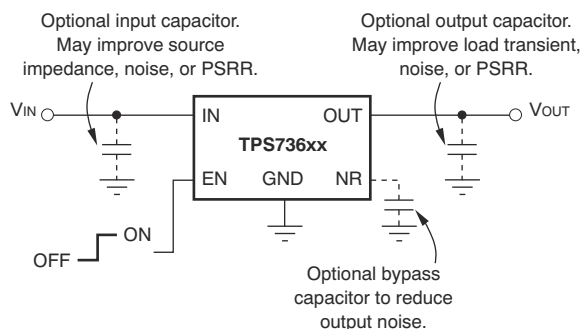 Optional input capacitor.
May improve source
impedance, noise, or PSRR.
Optional output capacitor.
May improve load transient,
noise, or PSRR.
VIN
IN
OUT
VOUT
TPS736xx
EN
GND
NR
ON
OFF
Optional bypass
capacitor to reduce
output noise.